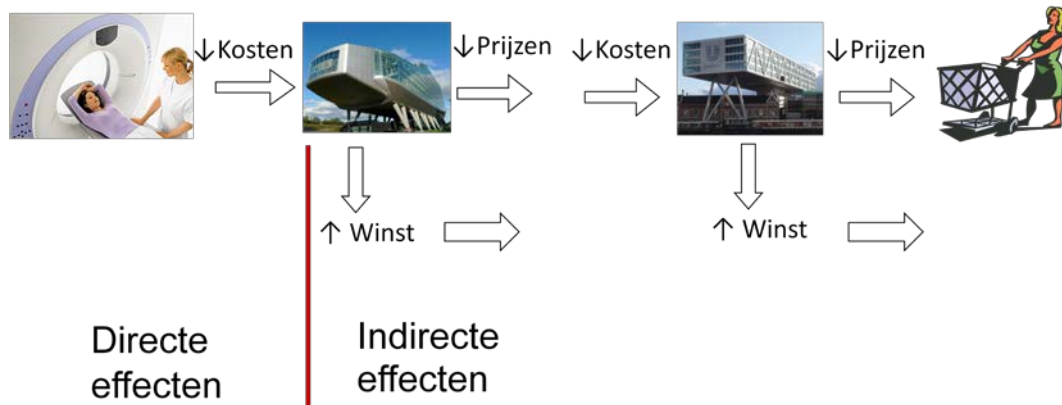 ↓Kosten
↓Prijzen
↓Kosten
↓Prijzen
↑ Winst
↑ Winst
Directe
effecten
Indirecte
effecten